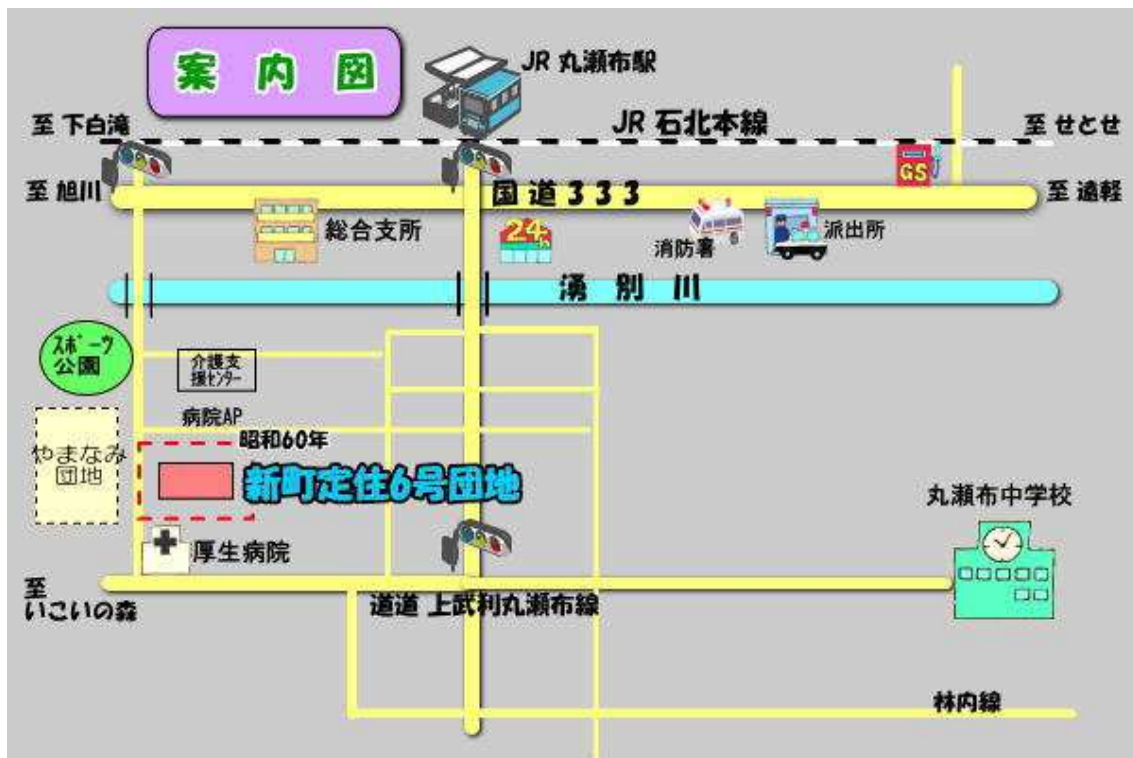 案内図
JR 丸瀬布駅
至 下白滝
JR 石北本線
至 せとせ
GS
至 旭川
国道333
至 遠軽
総合支所
24h
消防署
派出所
湧別川
スポーツ
公園
介護支
援センター
病院AP
昭和60年
やまなみ
団地
新町定住6号団地
丸瀬布中学校
厚生病院
至
いこいの森
道道 上武利丸瀬布線
林内線